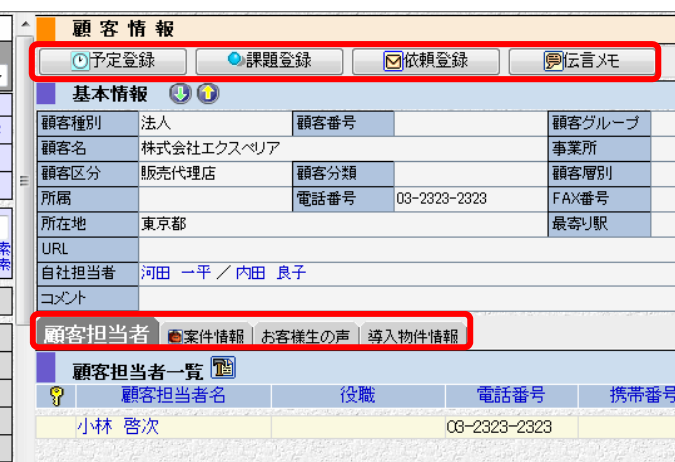 顧客情報
予定登録 課題登録 依頼登録 伝言メモ
基本情報
顧客種別 法人 顧客番号 顧客グループ
顧客名 株式会社エクスペリア 事業所
顧客区分 販売代理店 顧客分類 顧客層別
所属 電話番号 03-2323-2323 FAX番号
所在地 東京都 最寄り駅
URL
自社担当者 河田 一平 / 内田 良子
コメント
顧客担当者 案件情報 お客様生の声 導入物件情報
顧客担当者一覧
顧客担当者名 役職 電話番号 携帯番号
小林 啓次 03-2323-2323
索
索